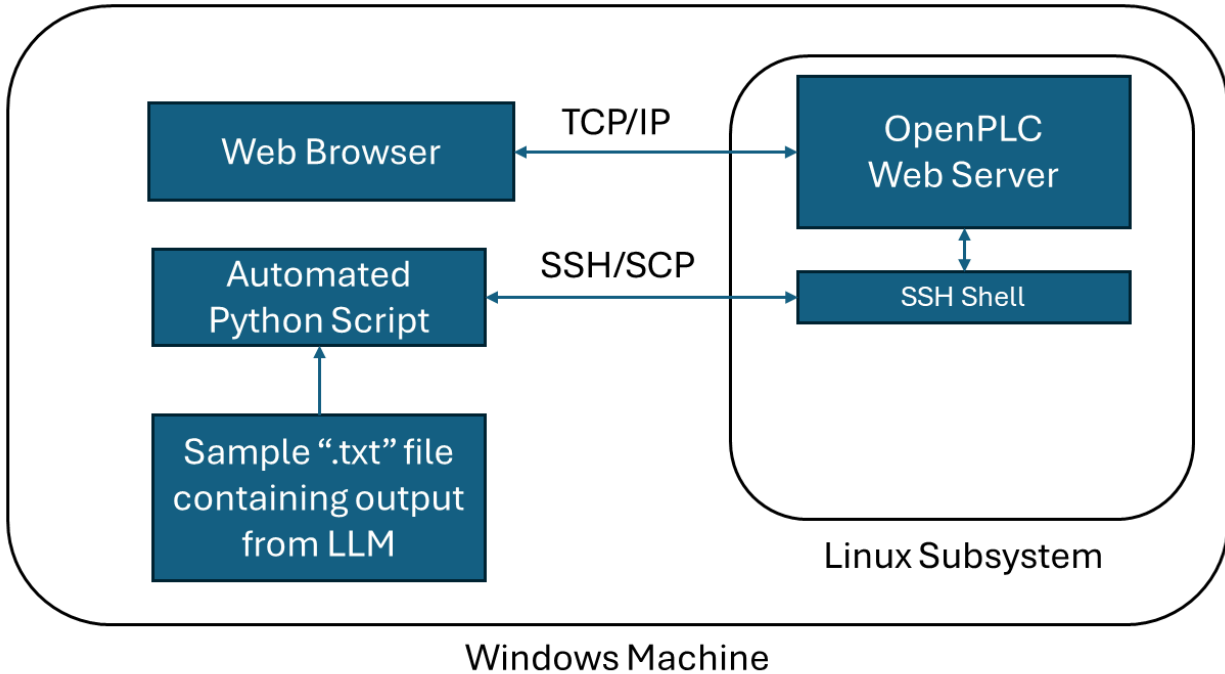 Web Browser
TCP/IP
OpenPLC
Web Server
Automated
Python Script
SSH/SCP
SSH Shell
Sample “.txt” file
containing output
from LLM
Linux Subsystem
Windows Machine